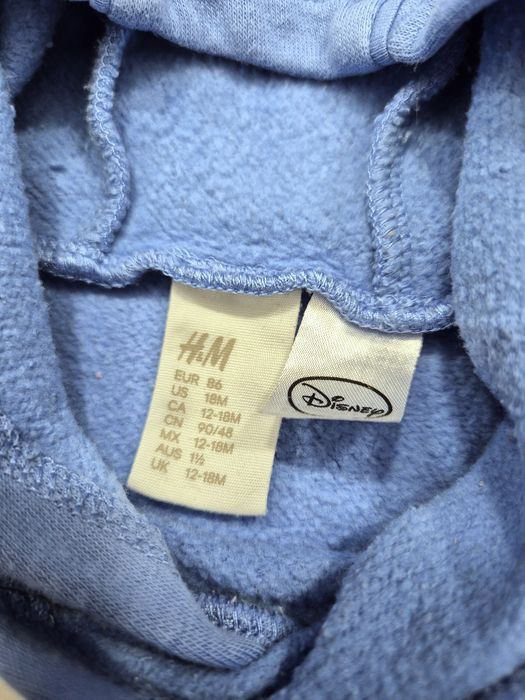 H&M
EUR 86
US 18M
CA 12-18M
CN 90/48
MX 12-18M
AUS 1½
UK 12-18M
Disney